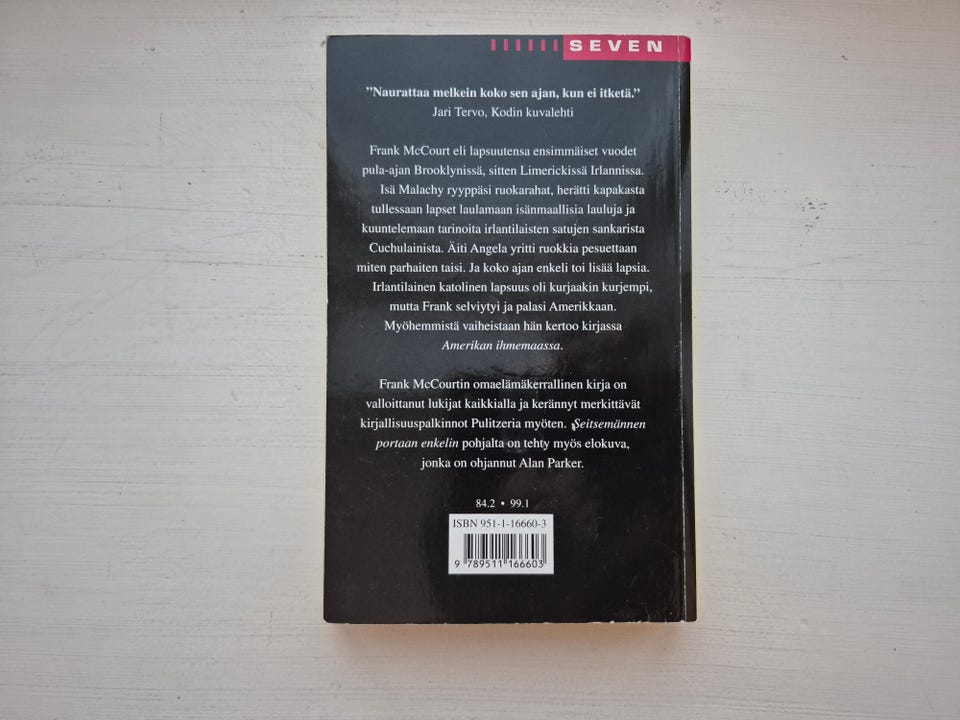 SEVEN
”Naurattaa melkein koko sen ajan, kun ei itketä.”
Jari Tervo, Kodin kuvalehti
Frank McCourt eli lapsuutensa ensimmäiset vuodet
pula-ajan Brooklynissä, sitten Limerickissä Irlannissa.
Isä Malachy ryyppäsi ruokarahat, herätti kapakasta
tullessaan lapset laulamaan isänmaallisia lauluja ja
kuuntelemaan tarinoita irlantilaisten satujen sankarista
Cuchulainista. Äiti Angela yritti ruokkia pesuettaan
miten parhaiten taisi. Ja koko ajan enkeli toi lisää lapsia.
Irlantilainen katolinen lapsuus oli kurjaakin kurjempi,
mutta Frank selviytyi ja palasi Amerikkaan.
Myöhemmistä vaiheistaan hän kertoo kirjassa
Amerikan ihmemaassa.
Frank McCourtin omaelämäkerrallinen kirja on
valloittanut lukijat kaikkialla ja kerännyt merkittävät
kirjallisuuspalkinnot Pulitzeria myöten. Seitsemännen
portaan enkelin pohjalta on tehty myös elokuva,
jonka on ohjannut Alan Parker.
84.2 • 99.1
ISBN 951-1-16660-3
9 789511 166603